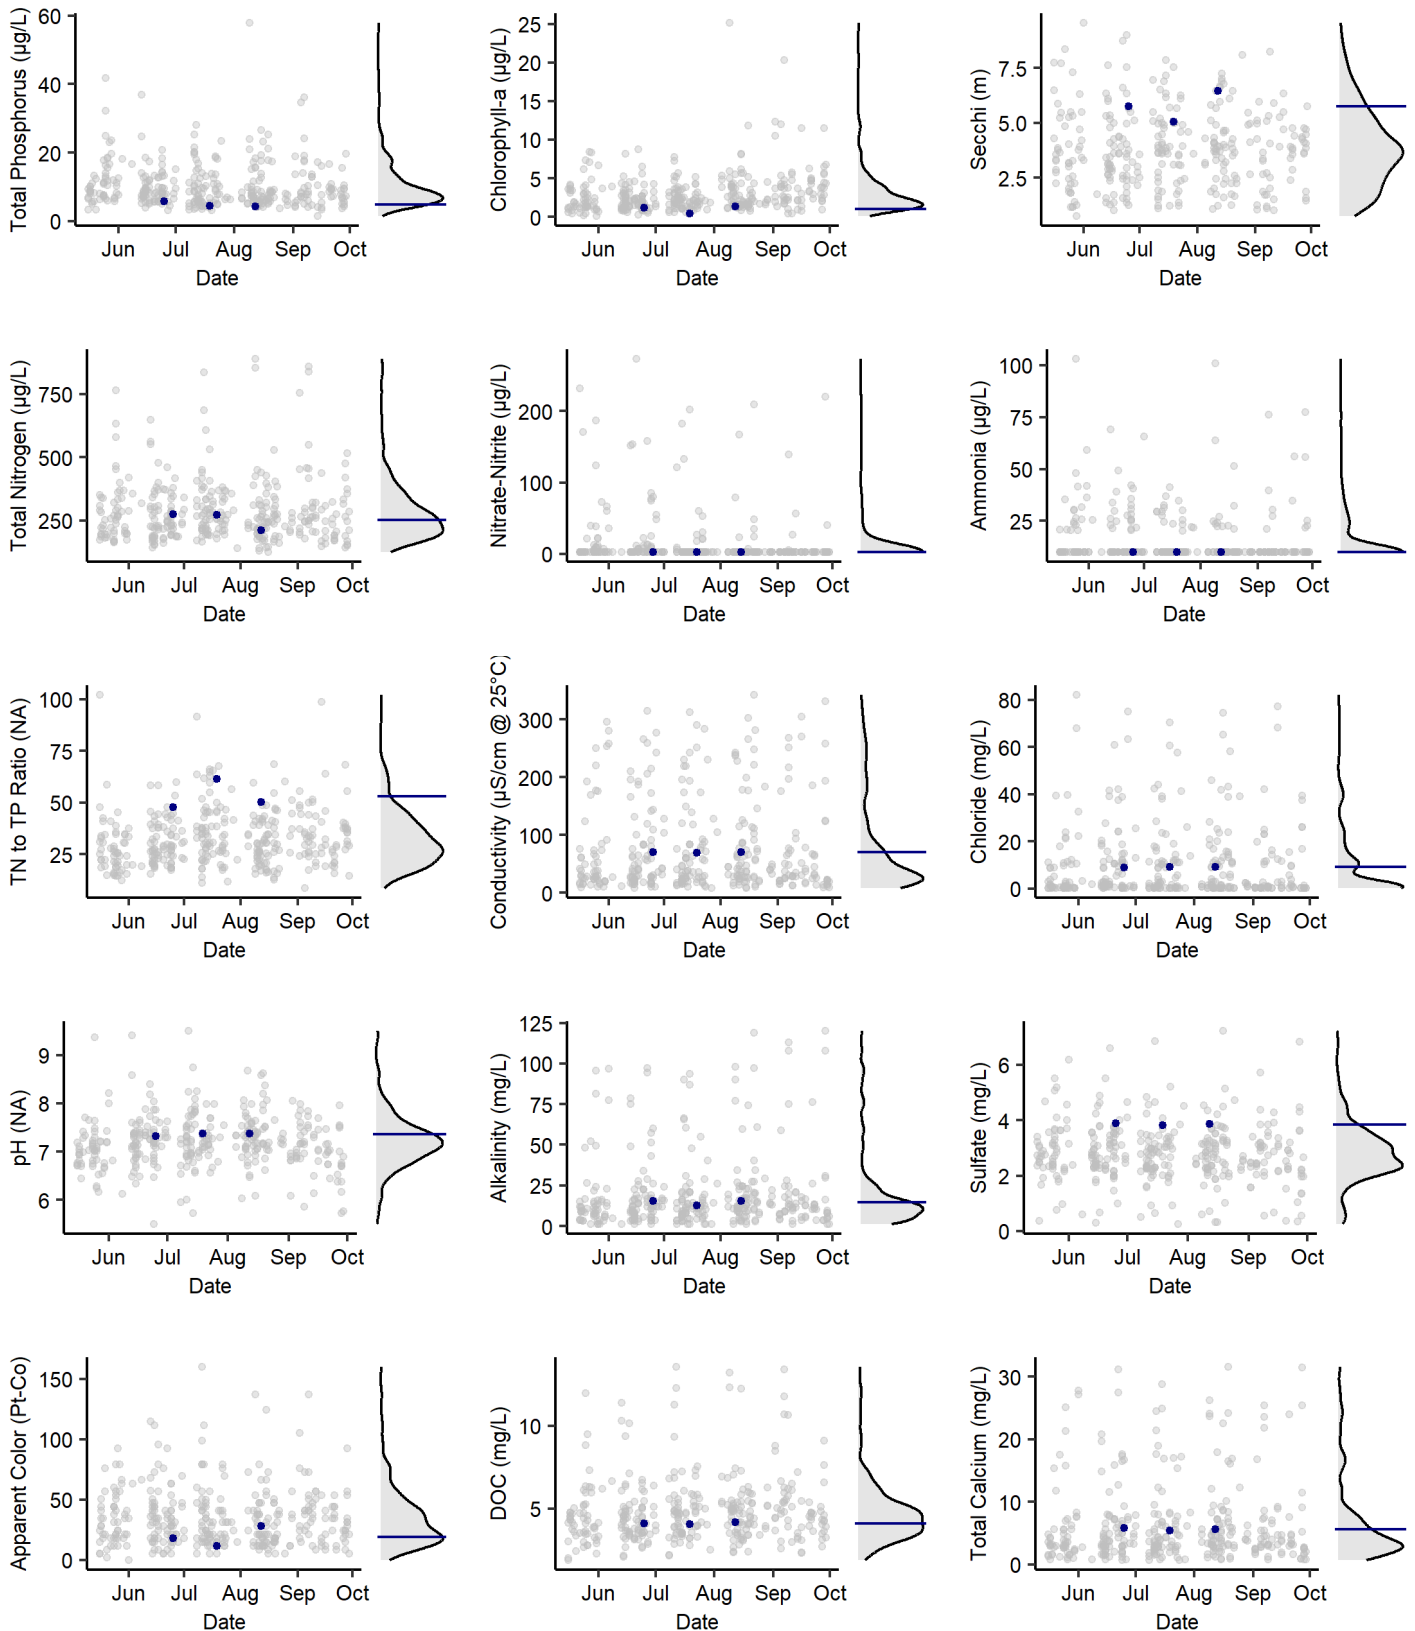 Total Phosphorus (µg/L)
60
40
20
0
Jun Jul Aug Sep Oct
Date
Chlorophyll-a (µg/L)
25
20
15
10
5
0
Jun Jul Aug Sep Oct
Date
Secchi (m)
7.5
5.0
2.5
Jun Jul Aug Sep Oct
Date
Total Nitrogen (µg/L)
750
500
250
Jun Jul Aug Sep Oct
Date
Nitrate-Nitrite (µg/L)
200
100
0
Jun Jul Aug Sep Oct
Date
Ammonia (µg/L)
100
75
50
25
Jun Jul Aug Sep Oct
Date
TN to TP Ratio (NA)
100
75
50
25
Jun Jul Aug Sep Oct
Date
Conductivity (µS/cm @ 25°C)
300
200
100
0
Jun Jul Aug Sep Oct
Date
Chloride (mg/L)
80
60
40
20
0
Jun Jul Aug Sep Oct
Date
pH (NA)
9
8
7
6
Jun Jul Aug Sep Oct
Date
Alkalinity (mg/L)
125
100
75
50
25
0
Jun Jul Aug Sep Oct
Date
Sulfate (mg/L)
6
4
2
0
Jun Jul Aug Sep Oct
Date
Apparent Color (Pt-Co)
150
100
50
0
Jun Jul Aug Sep Oct
Date
DOC (mg/L)
10
5
Jun Jul Aug Sep Oct
Date
Total Calcium (mg/L)
30
20
10
0
Jun Jul Aug Sep Oct
Date